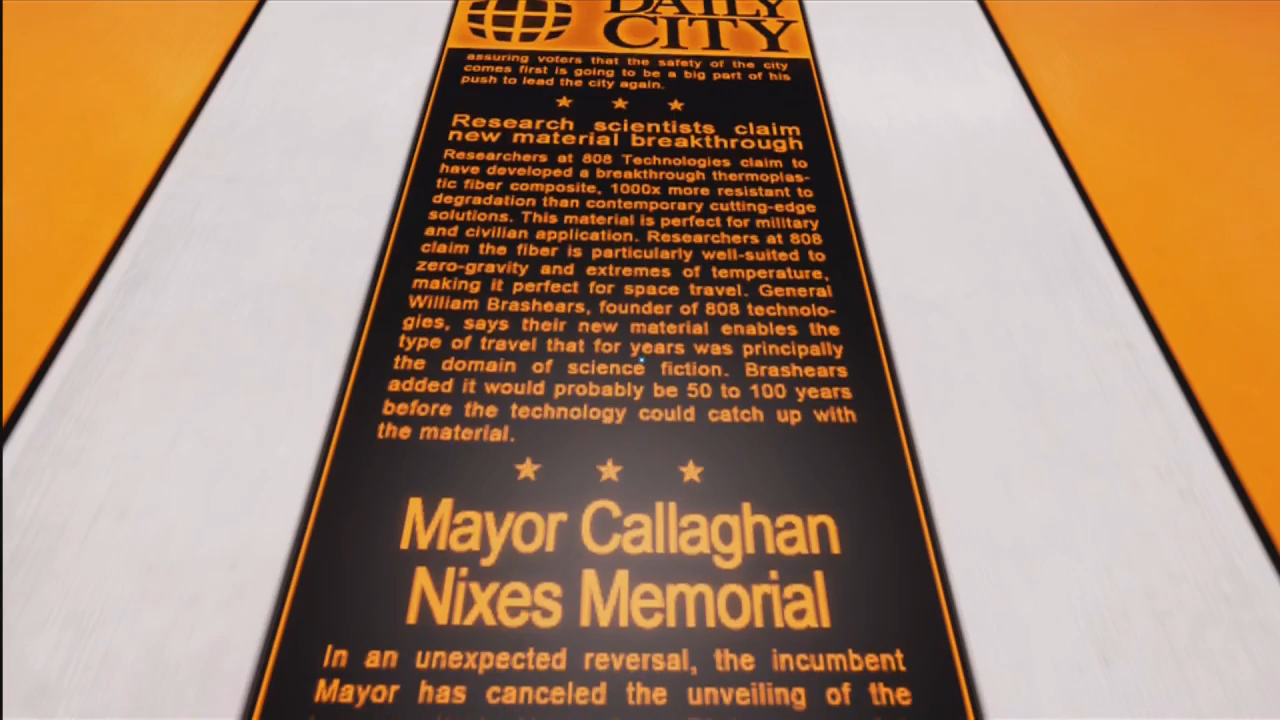 DAILY
CITY
assuring voters that the safety of the city
comes first is going to be a big part of his
push to lead the city again.
Research scientists claim
new material breakthrough
Researchers at 808 Technologies claim to
have developed a breakthrough thermoplas-
tic fiber composite, 1000x more resistant to
degradation than contemporary cutting-edge
solutions. This material is perfect for military
and civilian application. Researchers at 808
claim the fiber is particularly well-suited to
zero-gravity and extremes of temperature,
making it perfect for space travel. General
William Brashears, founder of 808 technolo-
gies, says their new material enables the
type of travel that for years was principally
the domain of science fiction. Brashears
added it would probably be 50 to 100 years
before the technology could catch up with
the material.
Mayor Callaghan
Nixes Memorial
In an unexpected reversal, the incumbent
Mayor has canceled the unveiling of the